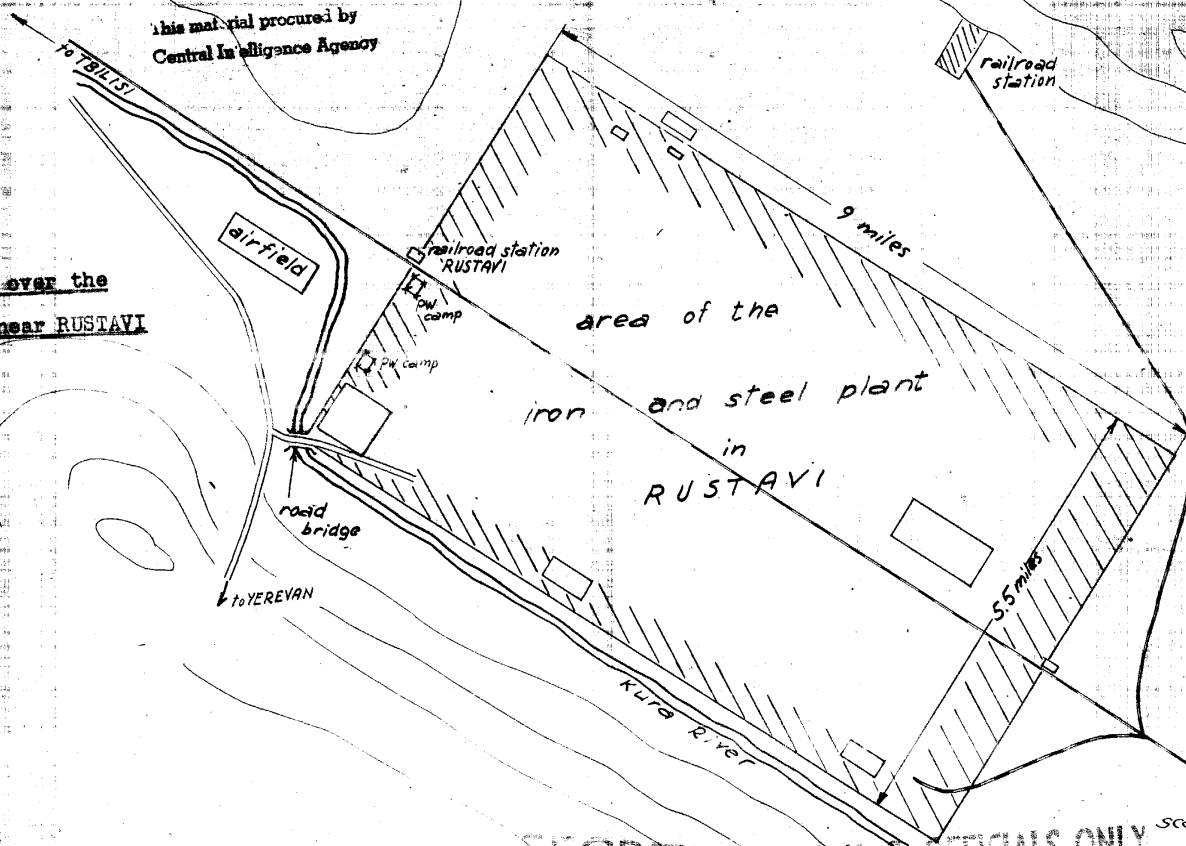 This material procured by
Central Intelligence Agency
to TBILISI
railroad
station
airfield
over the
near RUSTAVI
railroad station
RUSTAVI
PW
camp
PW camp
9 miles
area of the
iron and steel plant
in
RUSTAVI
road
bridge
to YEREVAN
5.5 miles
Kura River
OFFICIALS ONLY